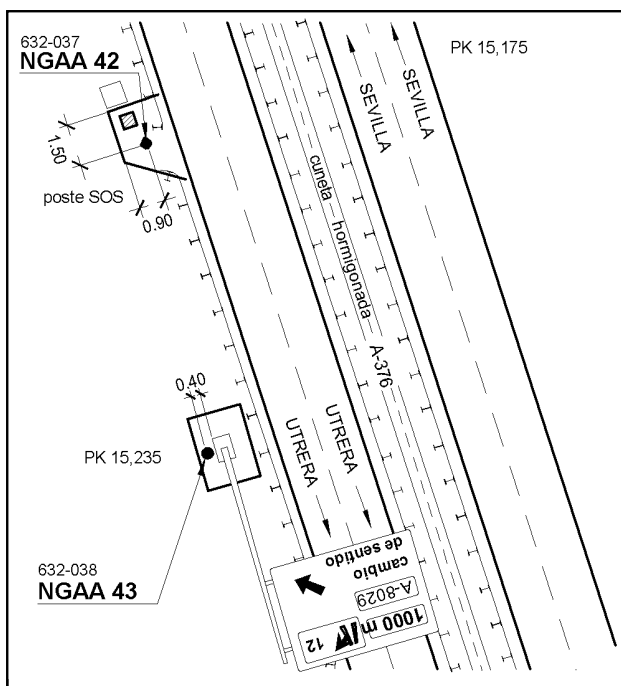 632-037
NGAA 42
PK 15,175
SEVILLA
SEVILLA
1.50
poste SOS
0.90
cuneta hormigonada
A-376
0.40
PK 15,235
UTRERA
UTRERA
632-038
NGAA 43
cambio
de sentido
A-8029
1000 m
12